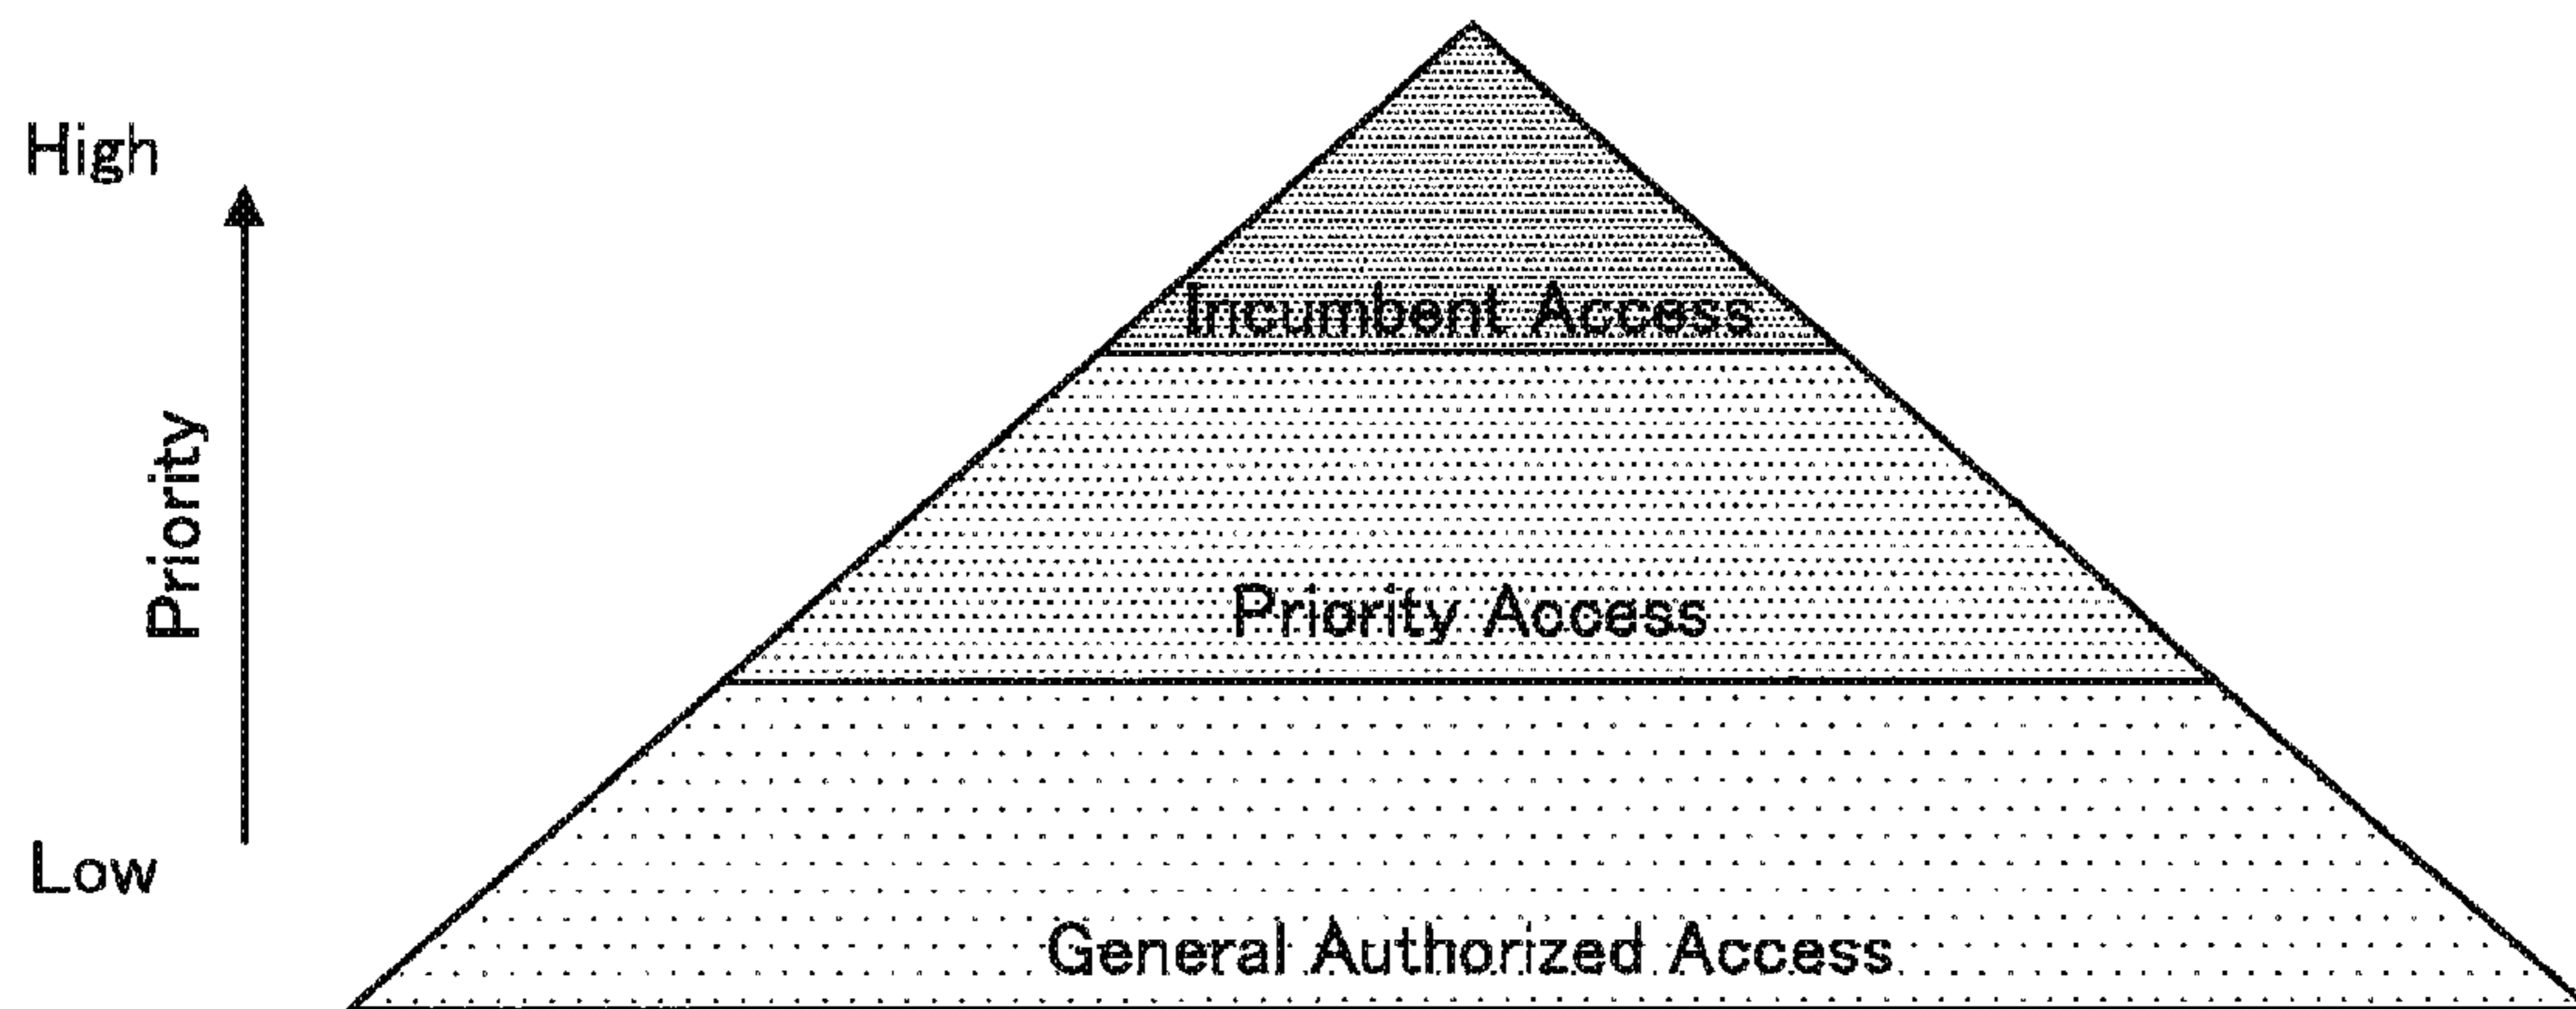 High
Incumbent Access
Priority
Priority Access
Low
General Authorized Access